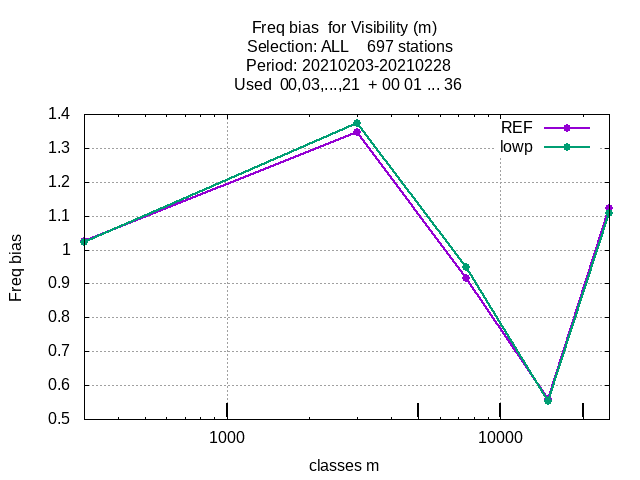 Freq bias  for Visibility (m)
Selection: ALL    697 stations
Period: 20210203-20210228
Used  00,03,...,21  + 00 01 ... 36
REF
lowp
1.4
1.3
1.2
1.1
1
0.9
0.8
0.7
0.6
0.5
Freq bias
1000
10000
classes m